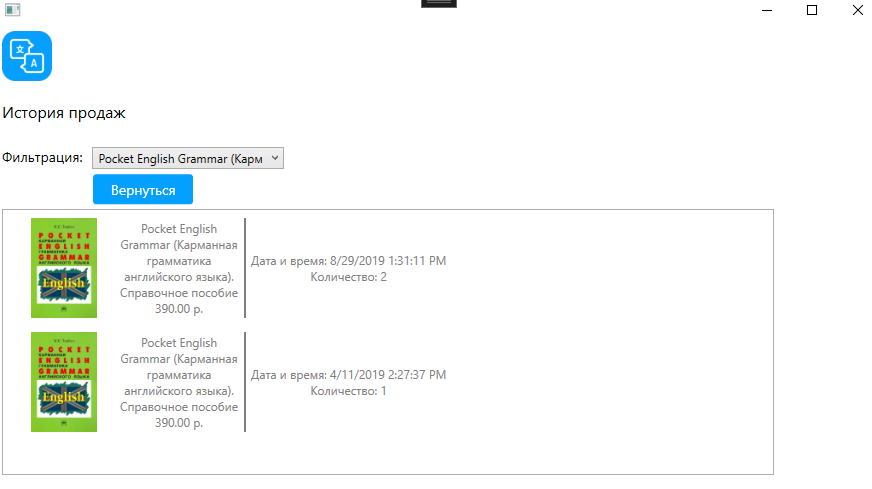 文
A
История продаж
Фильтрация: Pocket English Grammar (Карм
Вернуться
POCKET
КАРМАННАЯ
ENGLISH
ГРАММАТИКА
GRAMMAR
АНГЛИЙСКОГО ЯЗЫКА
English
Pocket English
Grammar (Карманная
грамматика
английского языка).
Справочное пособие
390.00 р.
Дата и время: 8/29/2019 1:31:11 PM
Количество: 2
POCKET
КАРМАННАЯ
ENGLISH
ГРАММАТИКА
GRAMMAR
АНГЛИЙСКОГО ЯЗЫКА
English
Pocket English
Grammar (Карманная
грамматика
английского языка).
Справочное пособие
390.00 р.
Дата и время: 4/11/2019 2:27:37 PM
Количество: 1